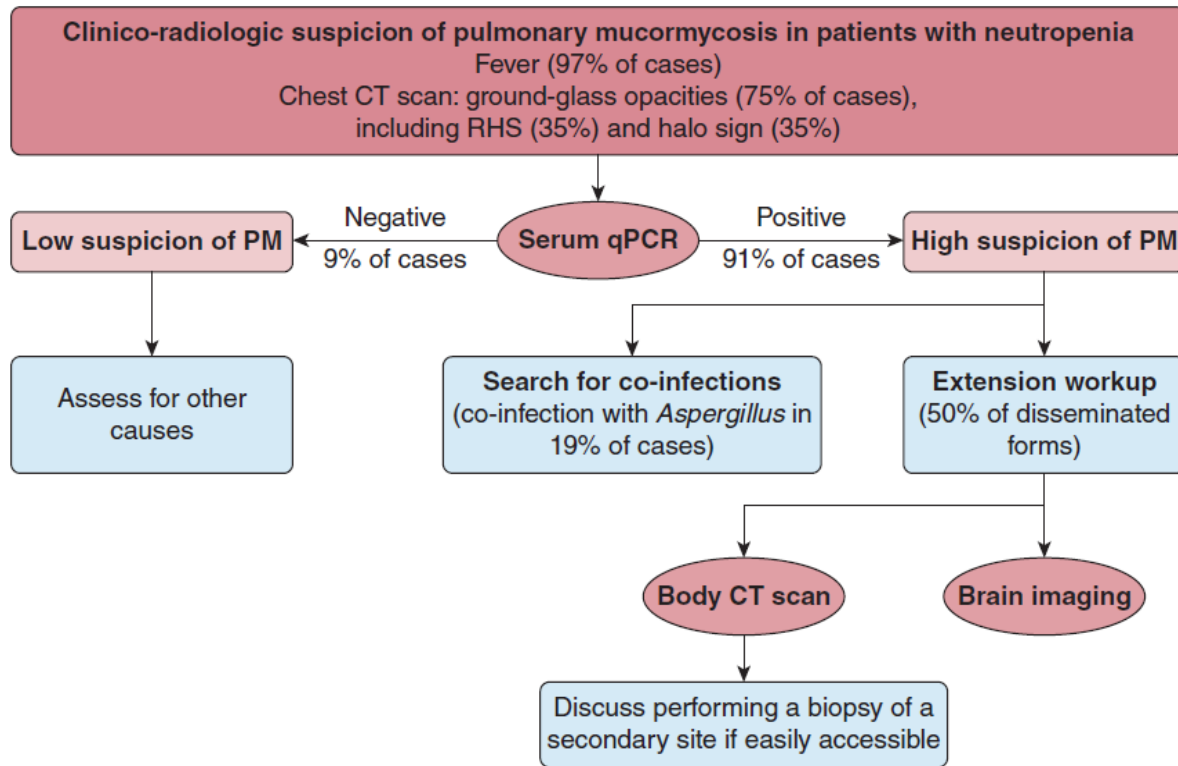 Clinico-radiologic suspicion of pulmonary mucormycosis in patients with neutropenia
Fever (97% of cases)
Chest CT scan: ground-glass opacities (75% of cases),
including RHS (35%) and halo sign (35%)
Low suspicion of PM
Negative
9% of cases
Serum qPCR
Positive
91% of cases
High suspicion of PM
Assess for other
causes
Search for co-infections
(co-infection with Aspergillus in
19% of cases)
Extension workup
(50% of disseminated
forms)
Body CT scan
Brain imaging
Discuss performing a biopsy of a
secondary site if easily accessible